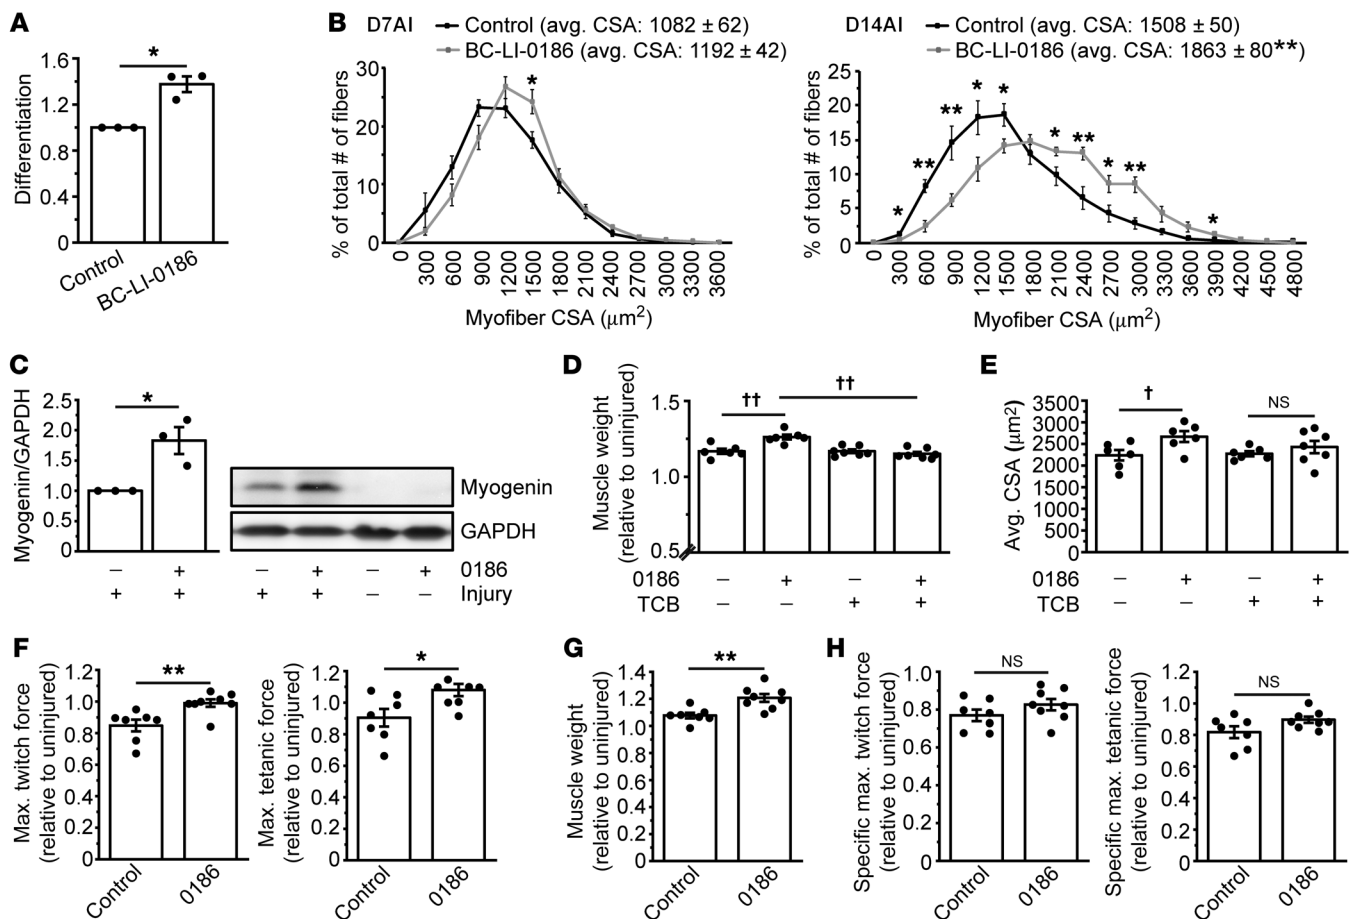 A
Differentiation
1.6
1.2
0.8
0.4
0
*
Control
BC-LI-0186
B
D7AI
Control (avg. CSA: 1082 ± 62)
BC-LI-0186 (avg. CSA: 1192 ± 42)
% of total # of fibers
30
20
10
0
*
0 300 600 900 1200 1500 1800 2100 2400 2700 3000 3300 3600
Myofiber CSA (μm²)
D14AI
Control (avg. CSA: 1508 ± 50)
BC-LI-0186 (avg. CSA: 1863 ± 80**)
% of total # of fibers
25
20
15
10
5
0
* ** ** * * * ** * ** *
0 300 600 900 1200 1500 1800 2100 2400 2700 3000 3300 3600 3900 4200 4500 4800
Myofiber CSA (μm²)
C
Myogenin/GAPDH
2.5
2.0
1.5
1.0
0.5
0
*
Myogenin
GAPDH
– + – + 0186
+ + – – Injury
D
Muscle weight
(relative to uninjured)
1.5
1.0
0.5
†† ††
0186 – + – +
TCB – – + +
E
Avg. CSA (μm²)
3500
3000
2500
2000
1500
1000
500
0
† NS
0186 – + – +
TCB – – + +
F
Max. twitch force
(relative to uninjured)
1.2
1.0
0.8
0.6
0.4
0.2
0
**
Control
0186
Max. tetanic force
(relative to uninjured)
1.2
1.0
0.8
0.6
0.4
0.2
0
*
Control
0186
G
Muscle weight
(relative to uninjured)
1.4
1.2
1.0
0.8
0.6
0.4
0.2
0
**
Control
0186
H
Specific max. twitch force
(relative to uninjured)
1.0
0.8
0.6
0.4
0.2
0
NS
Control
0186
Specific max. tetanic force
(relative to uninjured)
1.2
1.0
0.8
0.6
0.4
0.2
0
NS
Control
0186